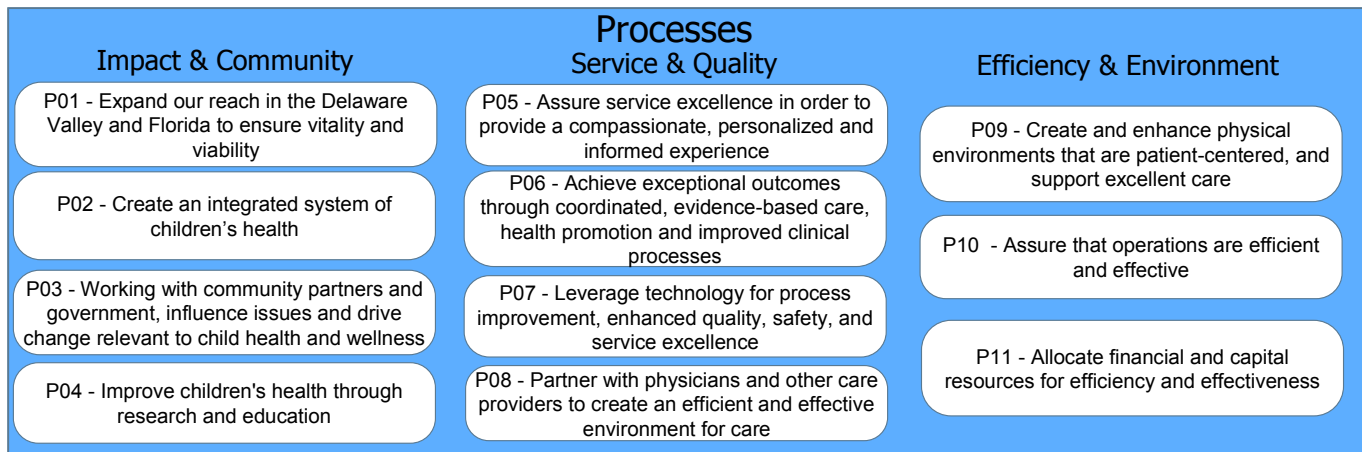 Processes
Impact & Community
P01 - Expand our reach in the Delaware
Valley and Florida to ensure vitality and
viability
P02 - Create an integrated system of
children’s health
P03 - Working with community partners and
government, influence issues and drive
change relevant to child health and wellness
P04 - Improve children's health through
research and education
Service & Quality
P05 - Assure service excellence in order to
provide a compassionate, personalized and
informed experience
P06 - Achieve exceptional outcomes
through coordinated, evidence-based care,
health promotion and improved clinical
processes
P07 - Leverage technology for process
improvement, enhanced quality, safety, and
service excellence
P08 - Partner with physicians and other care
providers to create an efficient and effective
environment for care
Efficiency & Environment
P09 - Create and enhance physical
environments that are patient-centered, and
support excellent care
P10  - Assure that operations are efficient
and effective
P11 - Allocate financial and capital
resources for efficiency and effectiveness